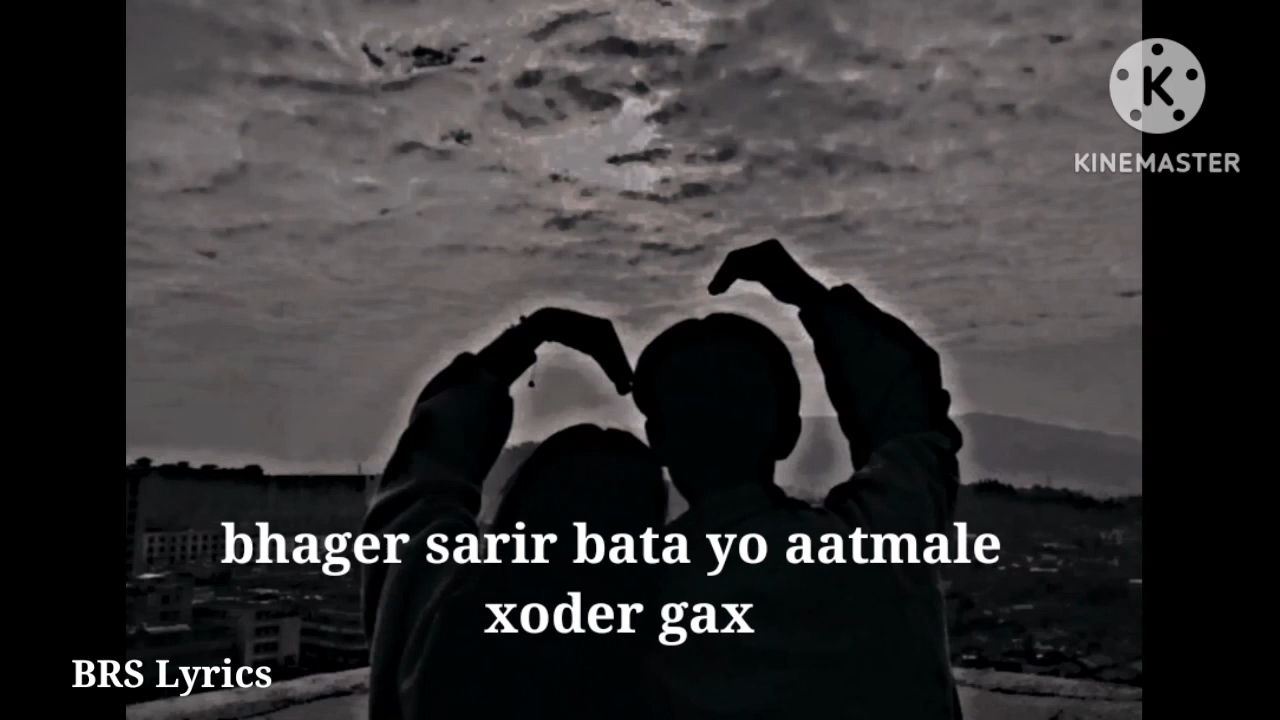 K
KINEMASTER
bhager sarir bata yo aatmale
xoder gax
BRS Lyrics